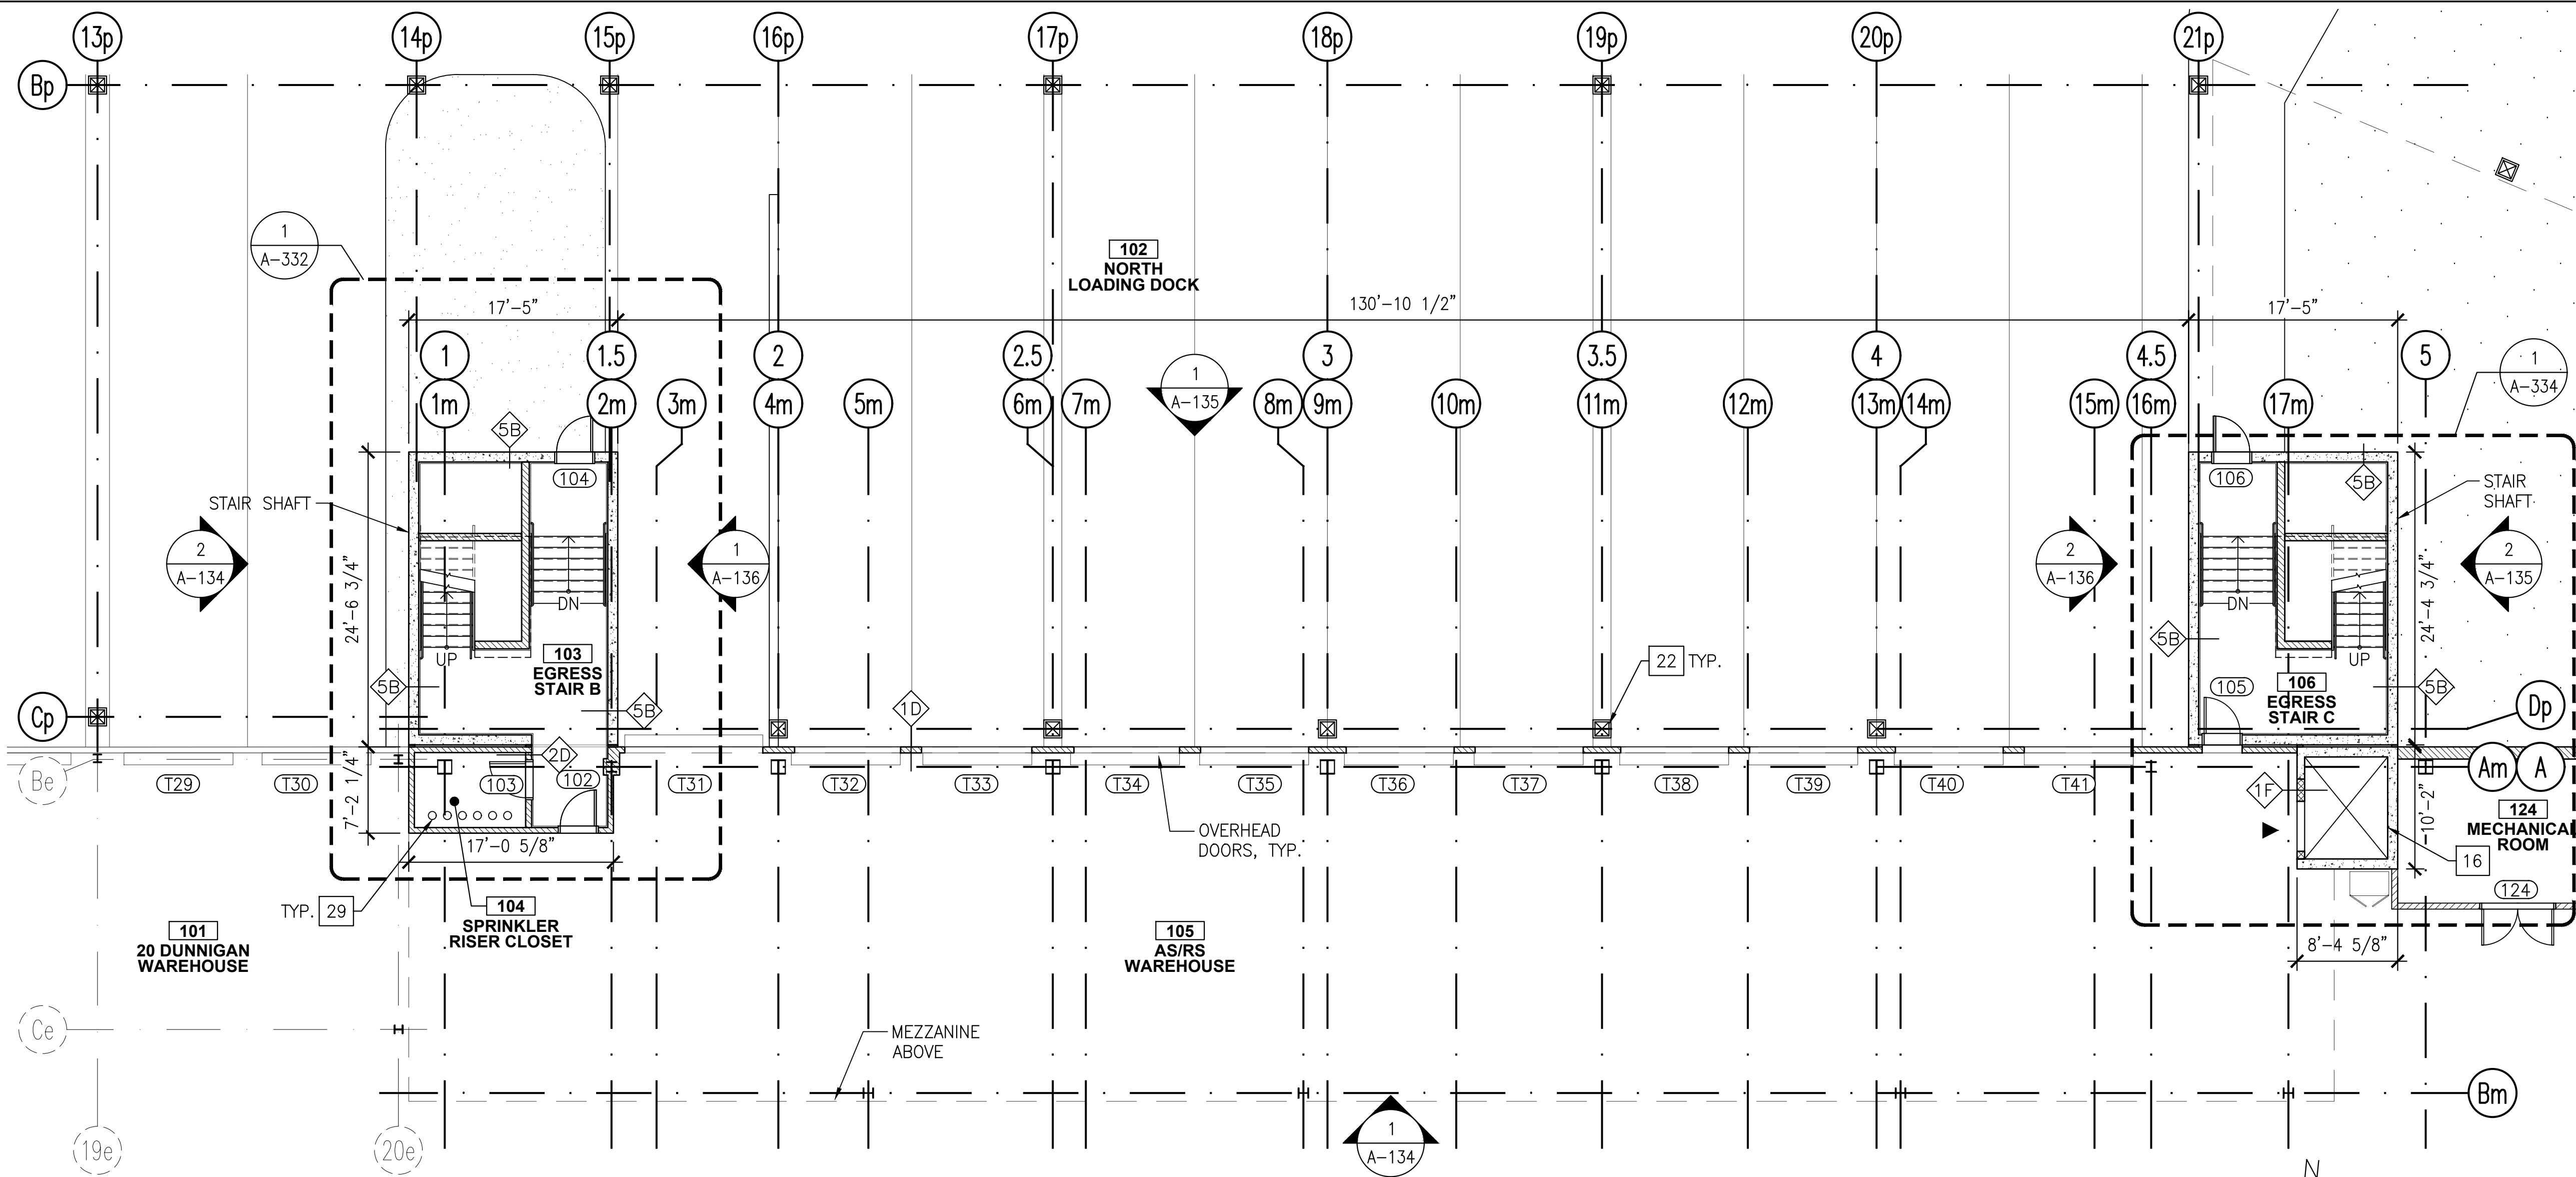 13p
14p
15p
16p
17p
18p
19p
20p
21p
Bp
1
A-332
102
NORTH
LOADING DOCK
17'-5"
130'-10 1/2"
17'-5"
1
1.5
2
2.5
3
3.5
4
4.5
5
1
A-334
1m
2m
3m
4m
5m
6m
7m
1
A-135
8m
9m
10m
11m
12m
13m
14m
15m
16m
17m
5B
104
106
5B
STAIR SHAFT
STAIR
SHAFT
2
A-134
1
A-136
2
A-136
2
A-135
24'-6 3/4"
24'-4 3/4"
DN
UP
DN
UP
103
EGRESS
STAIR B
22 TYP.
5B
5B
5B
5B
105
106
EGRESS
STAIR C
Cp
1D
Dp
Be
T29
T30
7'-2 1/4"
2D
103
102
T31
T32
T33
T34
T35
T36
T37
T38
T39
T40
T41
Am
A
1F
10'-2"
124
MECHANICAL
ROOM
OVERHEAD
DOORS, TYP.
17'-0 5/8"
16
124
TYP. 29
104
SPRINKLER
RISER CLOSET
101
20 DUNNIGAN
WAREHOUSE
105
AS/RS
WAREHOUSE
8'-4 5/8"
Ce
MEZZANINE
ABOVE
Bm
19e
20e
1
A-134
N